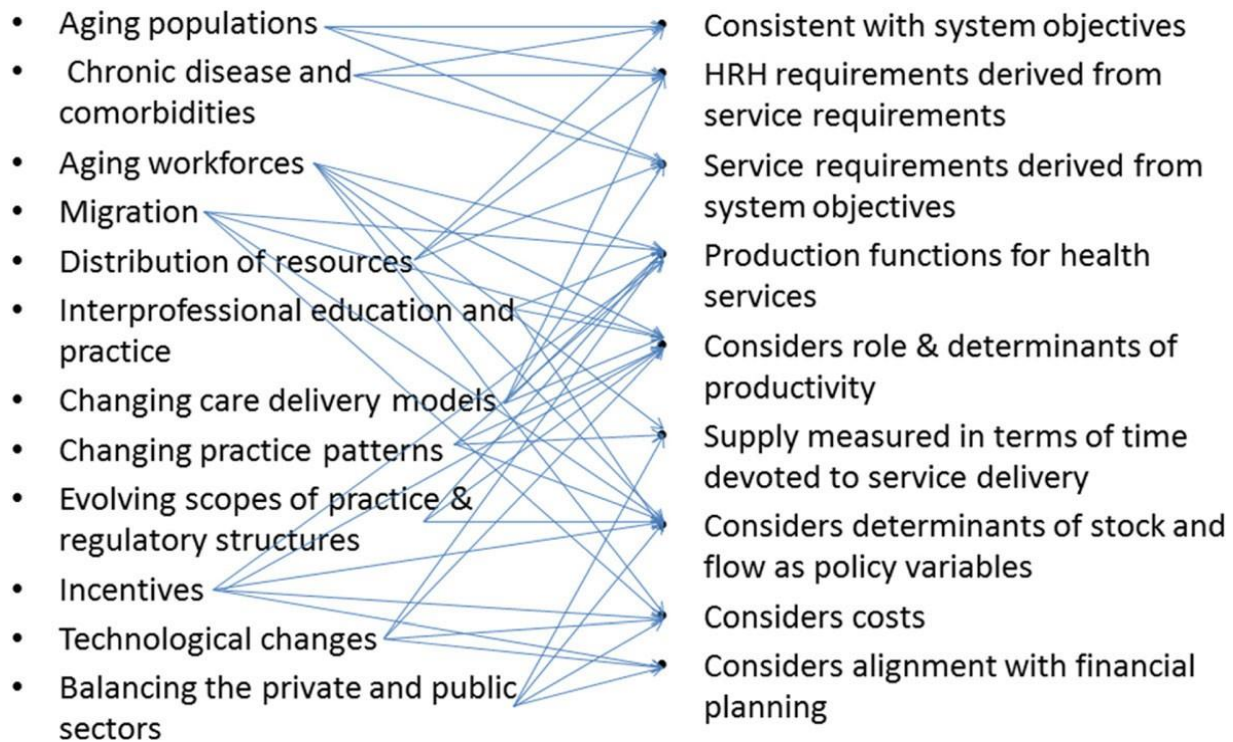 • Aging populations
• Chronic disease and
comorbidities
• Aging workforces
• Migration
• Distribution of resources
• Interprofessional education and
practice
• Changing care delivery models
• Changing practice patterns
• Evolving scopes of practice &
regulatory structures
• Incentives
• Technological changes
• Balancing the private and public
sectors
• Consistent with system objectives
• HRH requirements derived from
service requirements
• Service requirements derived from
system objectives
• Production functions for health
services
• Considers role & determinants of
productivity
• Supply measured in terms of time
devoted to service delivery
• Considers determinants of stock and
flow as policy variables
• Considers costs
• Considers alignment with financial
planning